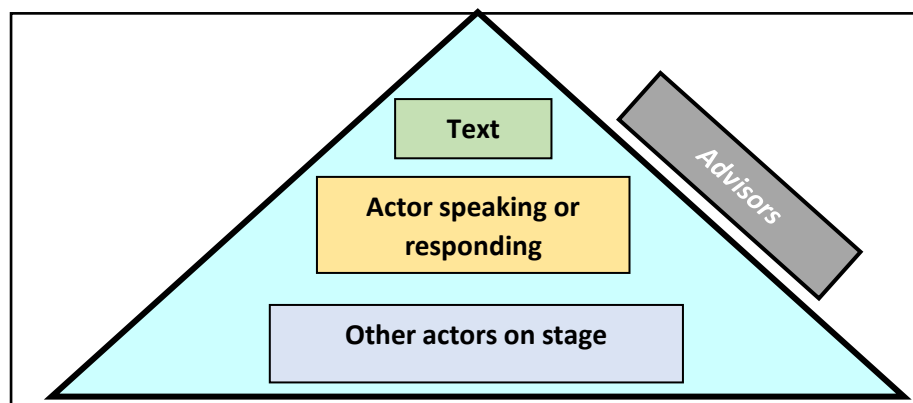 Text
Advisors
Actor speaking or
responding
Other actors on stage